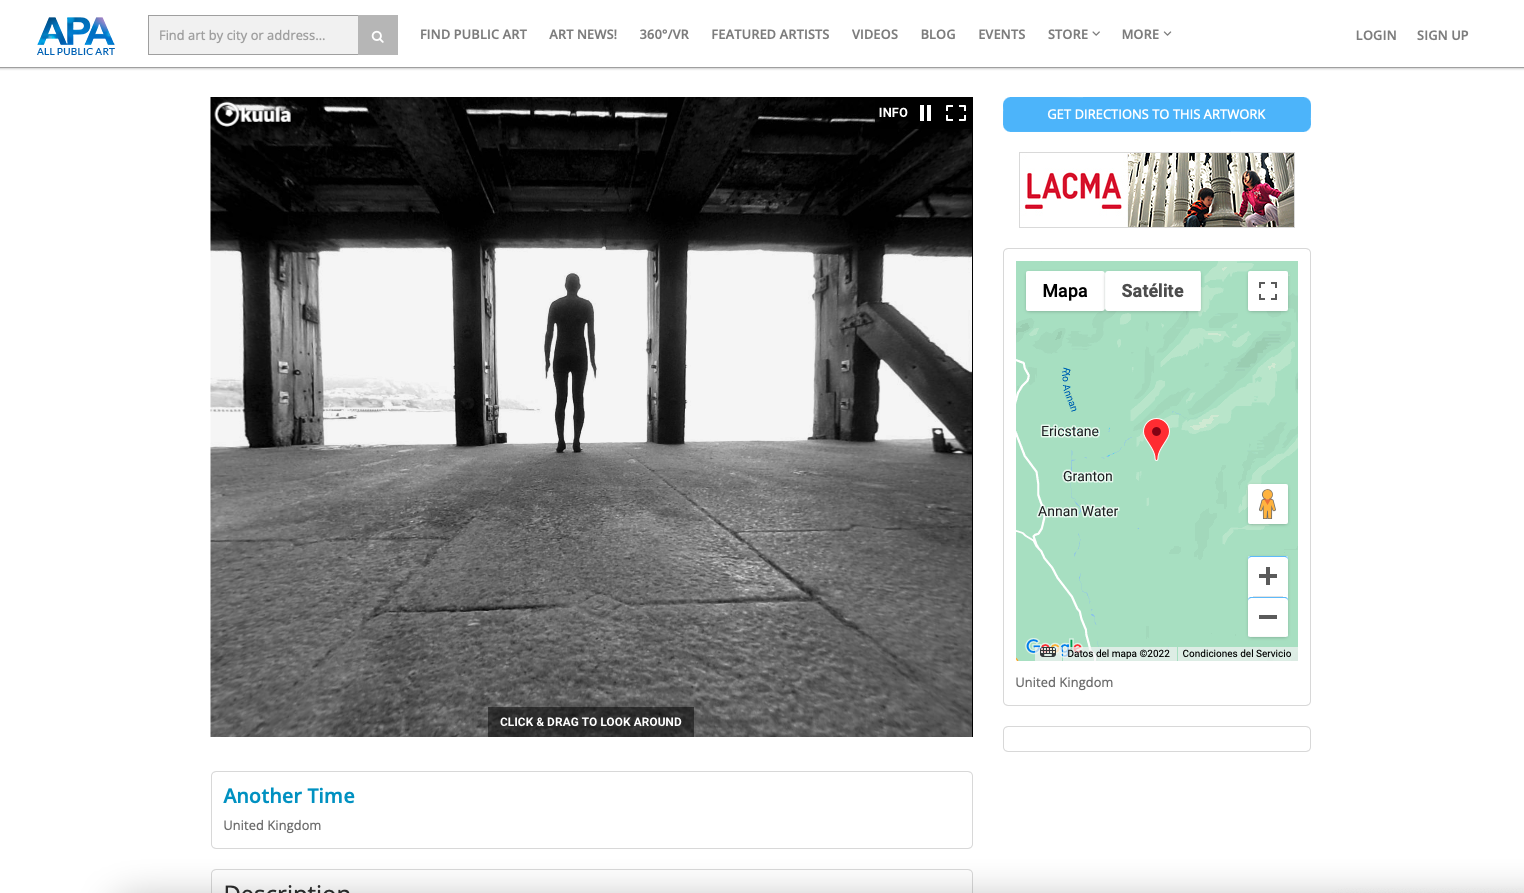 APA
ALL PUBLIC ART
Find art by city or address...
FIND PUBLIC ART
ART NEWS!
360°/VR
FEATURED ARTISTS
VIDEOS
BLOG
EVENTS
STORE
MORE
LOGIN
SIGN UP
kuula
INFO
CLICK & DRAG TO LOOK AROUND
Another Time
United Kingdom
Description
GET DIRECTIONS TO THIS ARTWORK
LACMA
Mapa
Satélite
Río Annan
Ericstane
Granton
Annan Water
Google
Datos del mapa ©2022
Condiciones del Servicio
United Kingdom